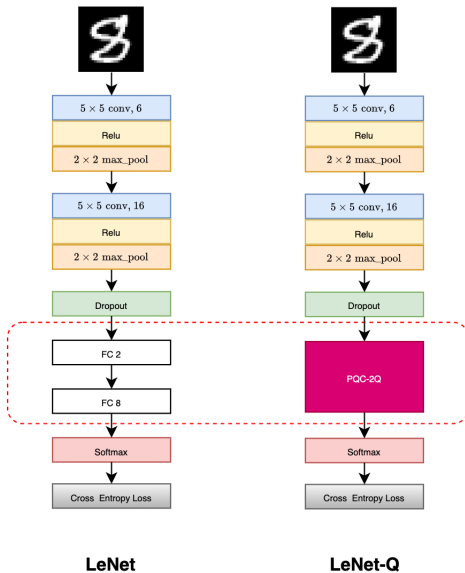 5 × 5 conv, 6
Relu
2 × 2 max_pool
5 × 5 conv, 16
Relu
2 × 2 max_pool
Dropout
FC 2
FC 8
Softmax
Cross Entropy Loss
LeNet
5 × 5 conv, 6
Relu
2 × 2 max_pool
5 × 5 conv, 16
Relu
2 × 2 max_pool
Dropout
PQC-2Q
Softmax
Cross Entropy Loss
LeNet-Q